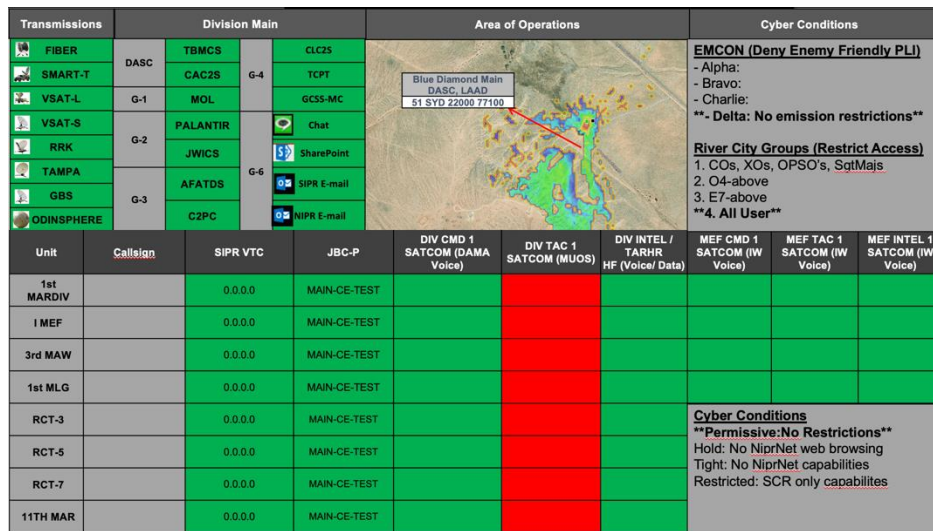 Transmissions
Division Main
Area of Operations
Cyber Conditions
FIBER
SMART-T
VSAT-L
VSAT-S
RRK
TAMPA
GBS
ODINSPHERE
DASC
G-1
G-2
G-3
TBMCS
CAC2S
MOL
PALANTIR
JWICS
AFATDS
C2PC
G-4
G-6
CLC2S
TCPT
GCSS-MC
Chat
SharePoint
SIPR E-mail
NIPR E-mail
Blue Diamond Main
DASC, LAAD
51 SYD 22000 77100
EMCON (Deny Enemy Friendly PLI)
- Alpha:
- Bravo:
- Charlie:
**- Delta: No emission restrictions**
River City Groups (Restrict Access)
1. COs, XOs, OPSO's, SgtMajs
2. O4-above
3. E7-above
**4. All User**
Unit
Callsign
SIPR VTC
JBC-P
DIV CMD 1
SATCOM (DAMA
Voice)
DIV TAC 1
SATCOM (MUOS)
DIV INTEL /
TARHR
HF (Voice/ Data)
MEF CMD 1
SATCOM (IW
Voice)
MEF TAC 1
SATCOM (IW
Voice)
MEF INTEL 1
SATCOM (IW
Voice)
1st
MARDIV
0.0.0.0
MAIN-CE-TEST
I MEF
0.0.0.0
MAIN-CE-TEST
3rd MAW
0.0.0.0
MAIN-CE-TEST
1st MLG
0.0.0.0
MAIN-CE-TEST
RCT-3
0.0.0.0
MAIN-CE-TEST
RCT-5
0.0.0.0
MAIN-CE-TEST
RCT-7
0.0.0.0
MAIN-CE-TEST
11TH MAR
0.0.0.0
MAIN-CE-TEST
Cyber Conditions
**Permissive:No Restrictions**
Hold: No NiprNet web browsing
Tight: No NiprNet capabilities
Restricted: SCR only capabilites